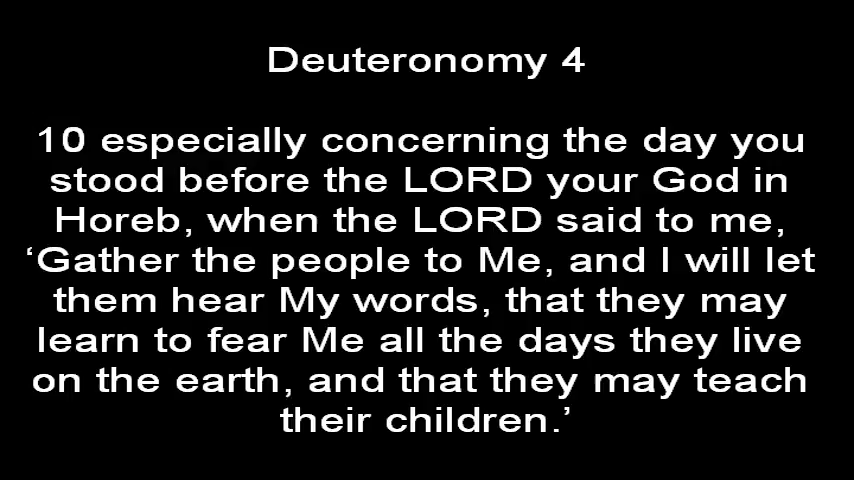 Deuteronomy 4
10 especially concerning the day you
stood before the LORD your God in
Horeb, when the LORD said to me,
‘Gather the people to Me, and I will let
them hear My words, that they may
learn to fear Me all the days they live
on the earth, and that they may teach
their children.’